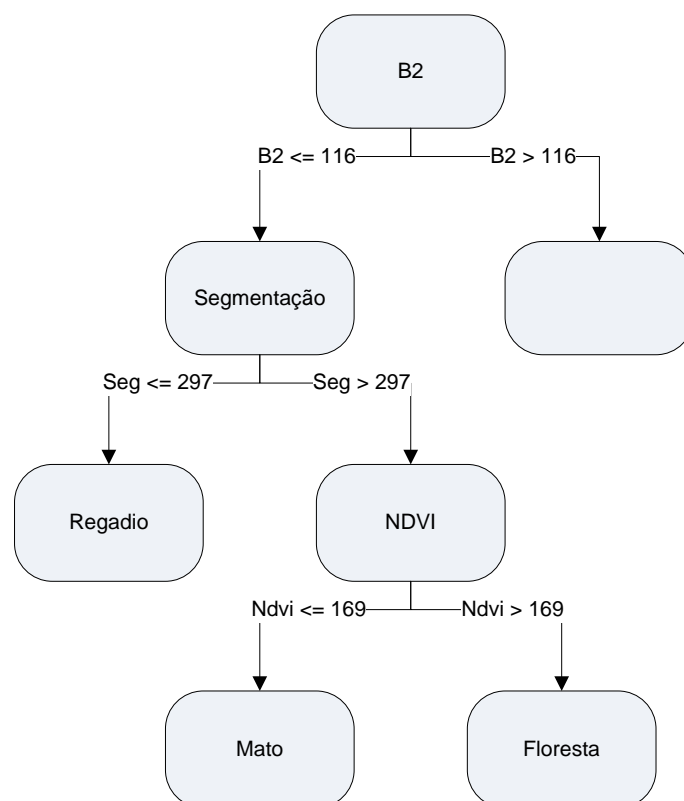 B2
B2 <= 116
B2 > 116
Segmentação
Seg <= 297
Seg > 297
Regadio
NDVI
Ndvi <= 169
Ndvi > 169
Mato
Floresta